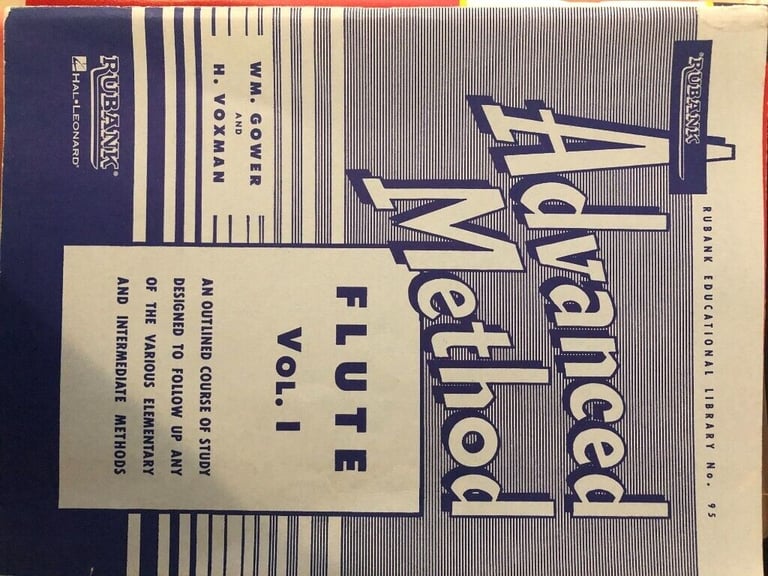 RUBANK EDUCATIONAL LIBRARY No. 95
RUBANK®
Advanced
Method
FLUTE
VOL. I
AN OUTLINED COURSE OF STUDY
DESIGNED TO FOLLOW UP ANY
OF THE VARIOUS ELEMENTARY
AND INTERMEDIATE METHODS
WM. GOWER
AND
H. VOXMAN
RUBANK®
HAL•LEONARD®